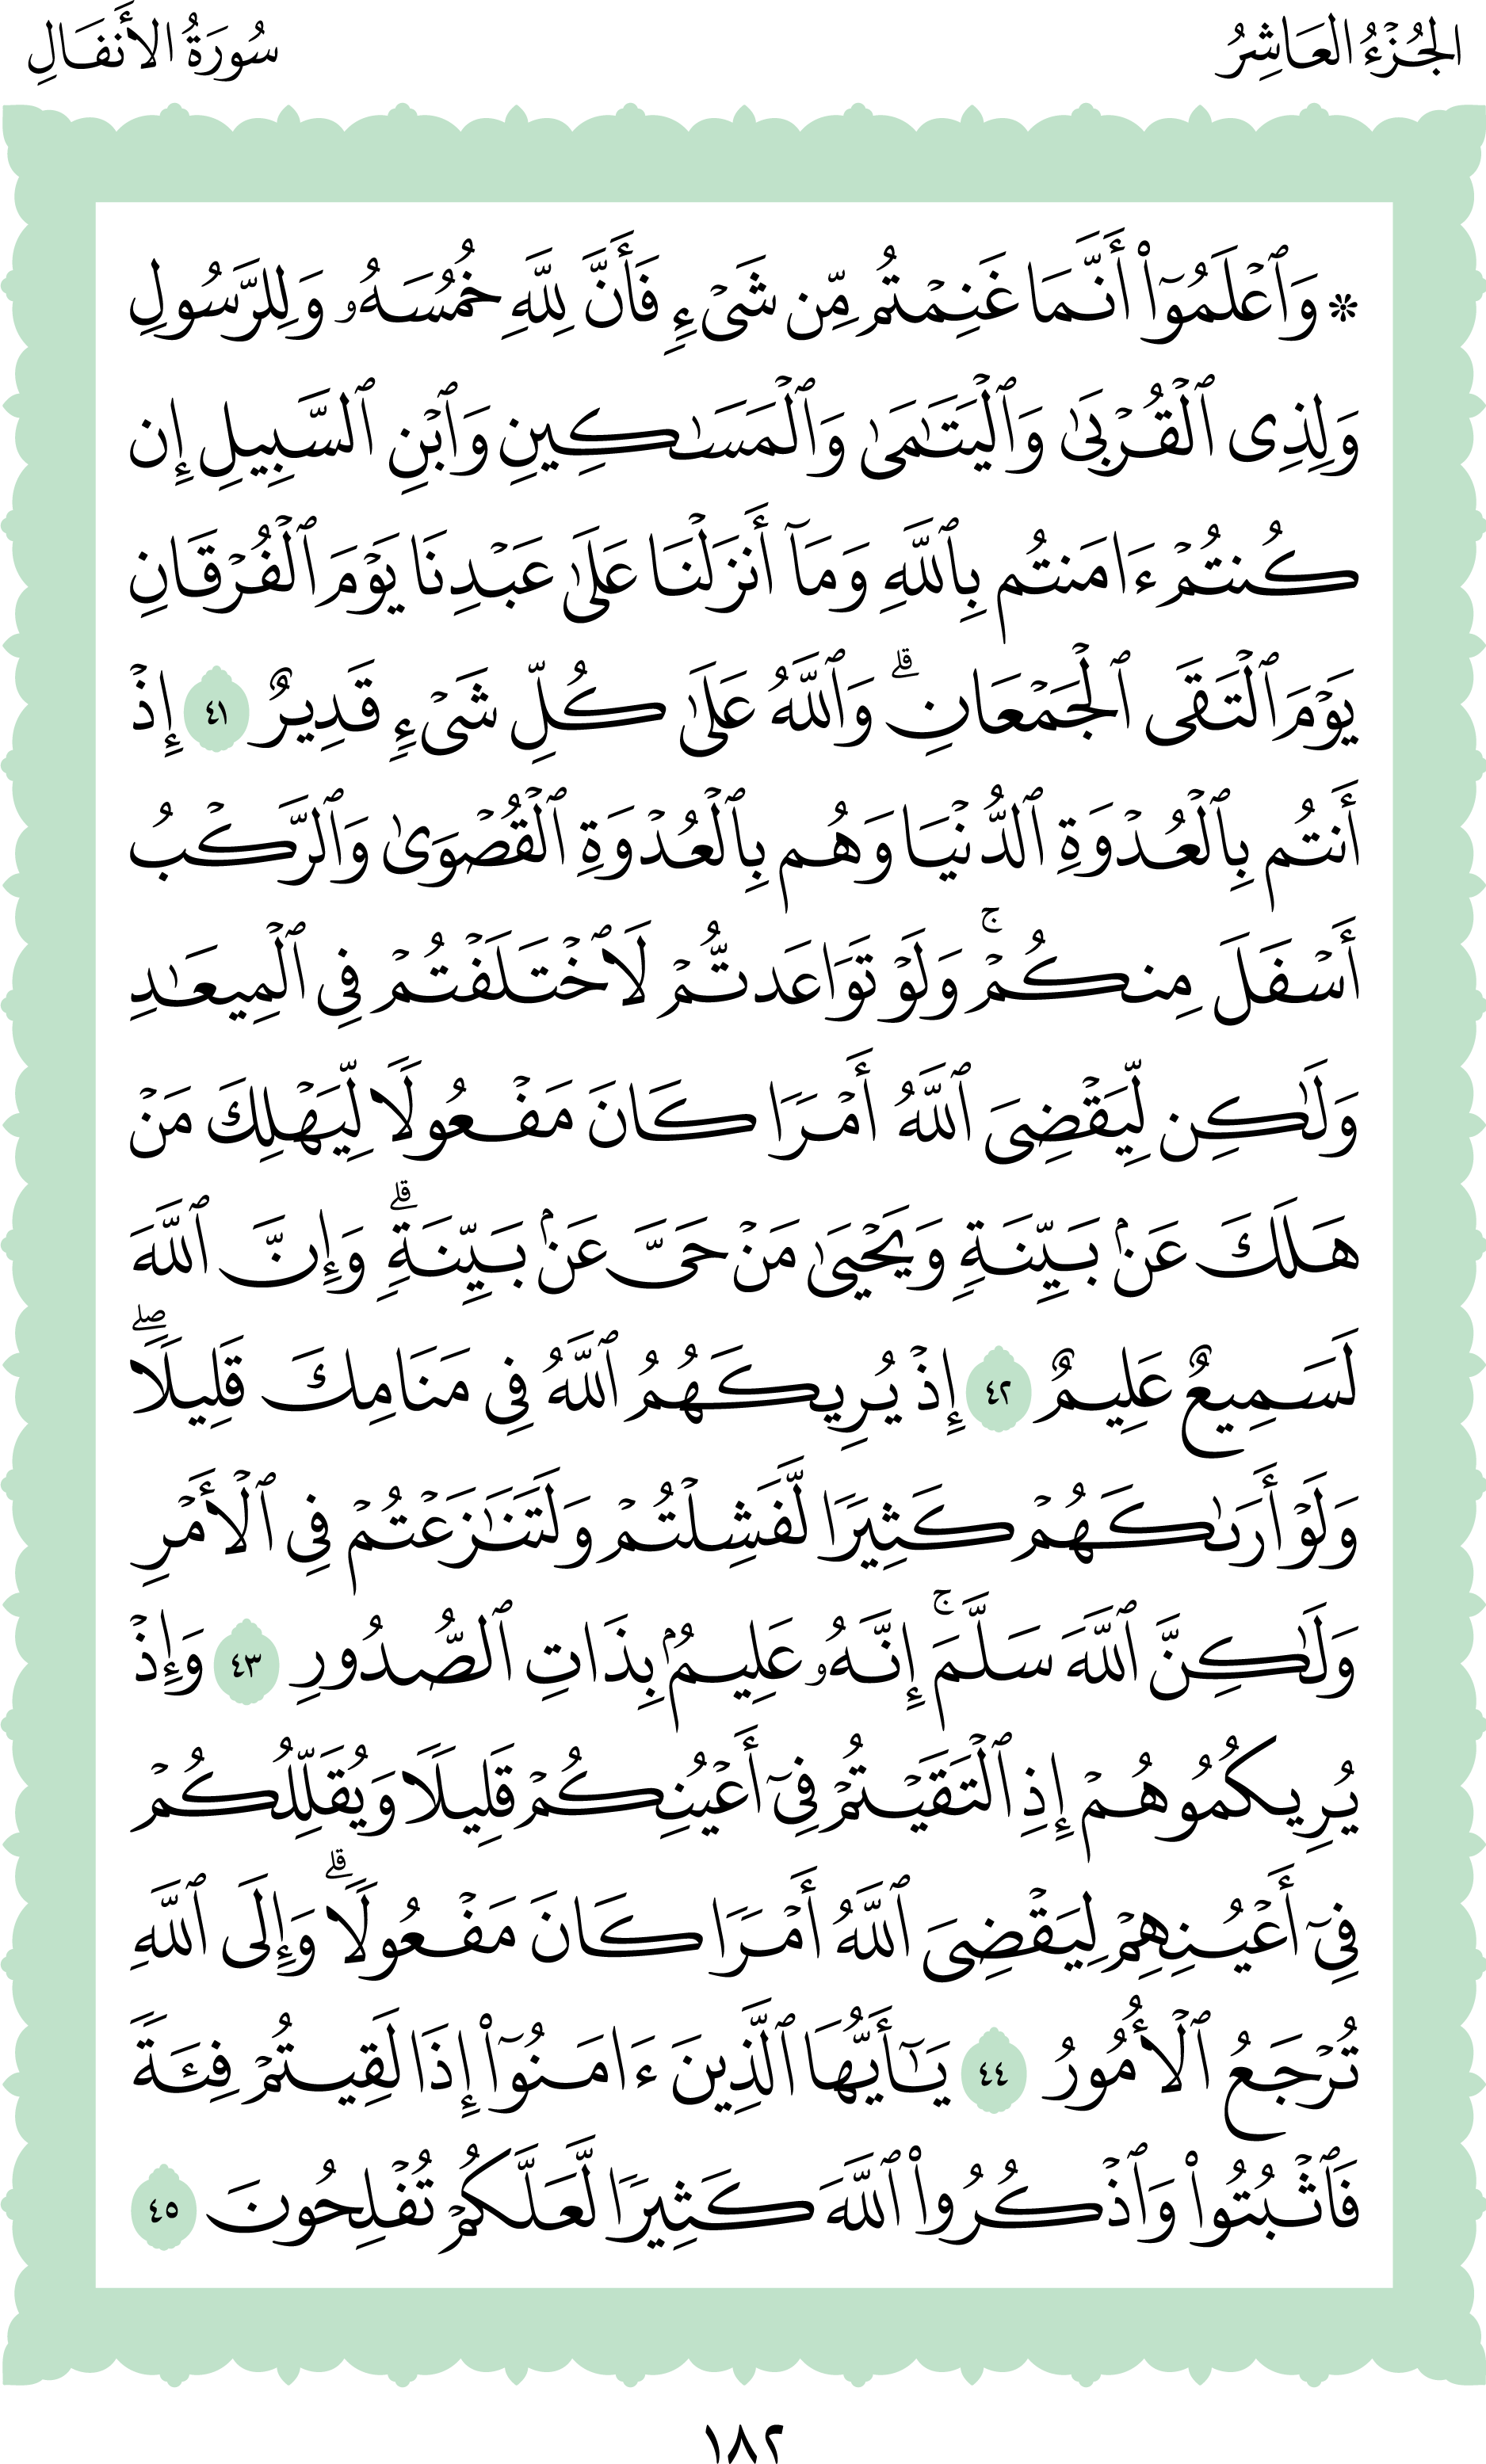 الجُزْءُ العَاشِرُ
سُورَةُ الأَنفَالِ
۞ وَٱعۡلَمُوٓاْ أَنَّمَا غَنِمۡتُم مِّن شَيۡءٖ فَأَنَّ لِلَّهِ خُمُسَهُۥ وَلِلرَّسُولِ
وَلِذِي ٱلۡقُرۡبَىٰ وَٱلۡيَتَٰمَىٰ وَٱلۡمَسَٰكِينِ وَٱبۡنِ ٱلسَّبِيلِ إِن
كُنتُمۡ ءَامَنتُم بِٱللَّهِ وَمَآ أَنزَلۡنَا عَلَىٰ عَبۡدِنَا يَوۡمَ ٱلۡفُرۡقَانِ
يَوۡمَ ٱلۡتَقَى ٱلۡجَمۡعَانِۗ وَٱللَّهُ عَلَىٰ كُلِّ شَيۡءٖ قَدِيرٌ ٤١ إِذۡ
أَنتُم بِٱلۡعُدۡوَةِ ٱلدُّنۡيَا وَهُم بِٱلۡعُدۡوَةِ ٱلۡقُصۡوَىٰ وَٱلرَّكۡبُ
أَسۡفَلَ مِنكُمۡۚ وَلَوۡ تَوَاعَدتُّمۡ لَٱخۡتَلَفۡتُمۡ فِي ٱلۡمِيعَٰدِ
وَلَٰكِن لِّيَقۡضِيَ ٱللَّهُ أَمۡرٗا كَانَ مَفۡعُولٗا لِّيَهۡلِكَ مَنۡ
هَلَكَ عَنۢ بَيِّنَةٖ وَيَحۡيَىٰ مَنۡ حَيَّ عَنۢ بَيِّنَةٖۗ وَإِنَّ ٱللَّهَ
لَسَمِيعٌ عَلِيمٌ ٤٢ إِذۡ يُرِيكَهُمُ ٱللَّهُ فِي مَنَامِكَ قَلِيلٗاۖ
وَلَوۡ أَرَىٰكَهُمۡ كَثِيرٗا لَّفَشِلۡتُمۡ وَلَتَنَٰزَعۡتُمۡ فِي ٱلۡأَمۡرِ
وَلَٰكِنَّ ٱللَّهَ سَلَّمَۚ إِنَّهُۥ عَلِيمُۢ بِذَاتِ ٱلصُّدُورِ ٤٣ وَإِذۡ
يُرِيكُمُوهُمۡ إِذِ ٱلۡتَقَيۡتُمۡ فِيٓ أَعۡيُنِكُمۡ قَلِيلٗا وَيُقَلِّلُكُمۡ
فِيٓ أَعۡيُنِهِمۡ لِيَقۡضِيَ ٱللَّهُ أَمۡرٗا كَانَ مَفۡعُولٗاۗ وَإِلَى ٱللَّهِ
تُرۡجَعُ ٱلۡأُمُورُ ٤٤ يَٰٓأَيُّهَا ٱلَّذِينَ ءَامَنُوٓاْ إِذَا لَقِيتُمۡ فِئَةٗ
فَٱثۡبُتُواْ وَٱذۡكُرُواْ ٱللَّهَ كَثِيرٗا لَّعَلَّكُمۡ تُفۡلِحُونَ ٤٥
١٨٢